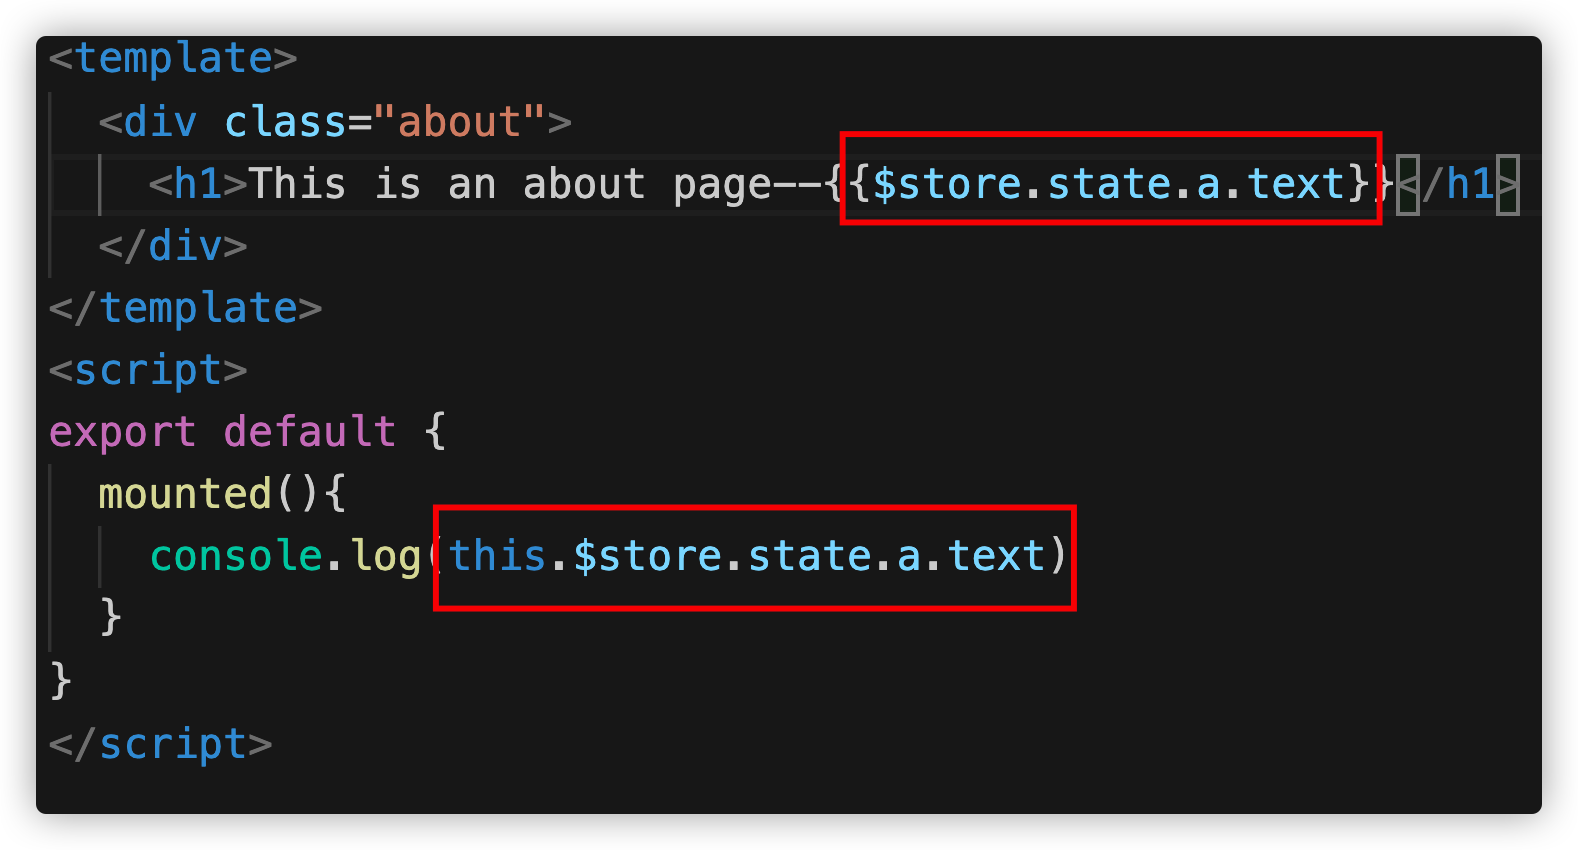 <template>
<div class="about">
<h1>This is an about page--{{$store.state.a.text}}</h1>
</div>
</template>
<script>
export default {
mounted(){
console.log(this.$store.state.a.text)
}
}
</script>